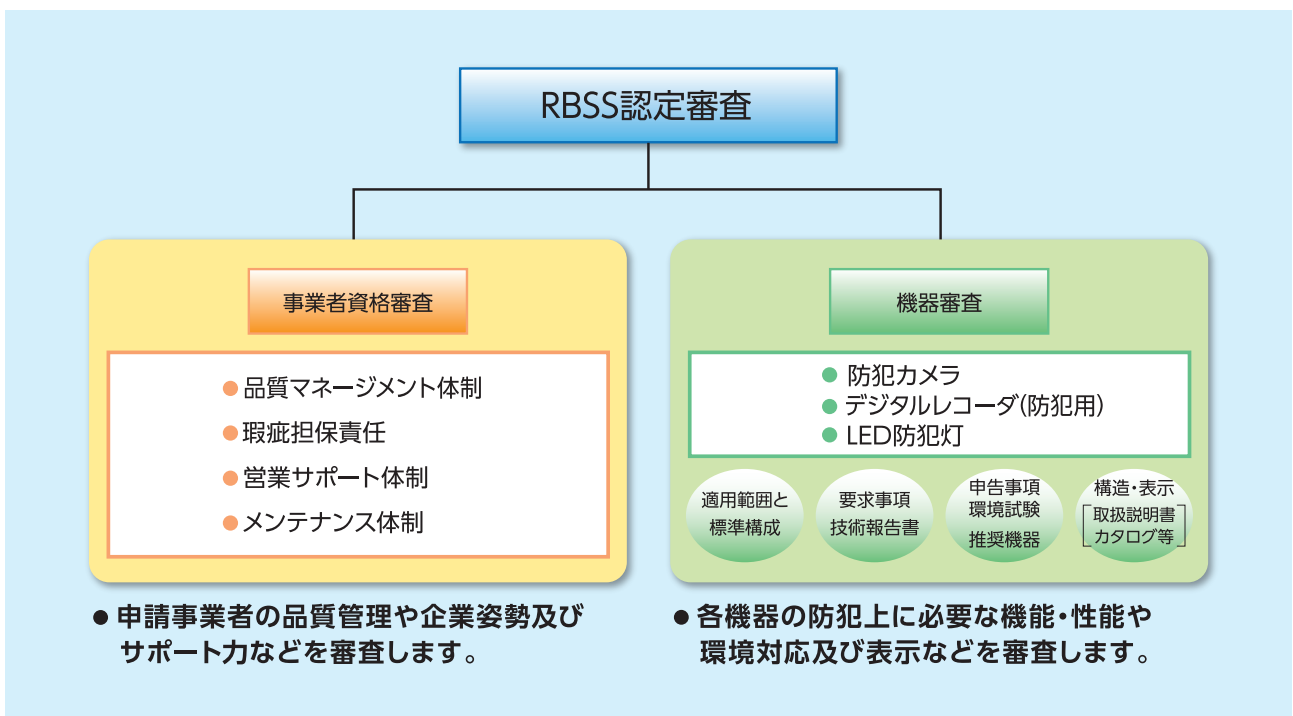 RBSS認定審査
事業者資格審査
●品質マネージメント体制
●瑕疵担保責任
●営業サポート体制
●メンテナンス体制
●申請事業者の品質管理や企業姿勢及び
サポート力などを審査します。
機器審査
●防犯カメラ
●デジタルレコーダ(防犯用)
●LED防犯灯
適用範囲と
標準構成
要求事項
技術報告書
申告事項
環境試験
推奨機器
構造・表示
[取扱説明書
カタログ等]
●各機器の防犯上に必要な機能・性能や
環境対応及び表示などを審査します。